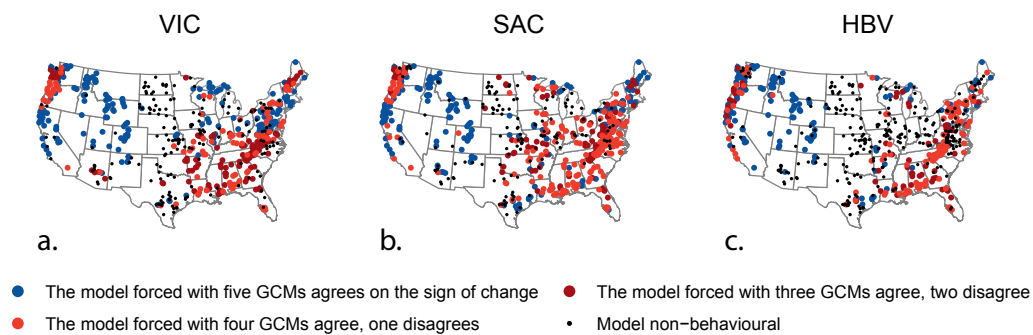 VIC
SAC
HBV
a.
b.
c.
The model forced with five GCMs agrees on the sign of change
The model forced with three GCMs agree, two disagree
The model forced with four GCMs agree, one disagrees
Model non−behavioural